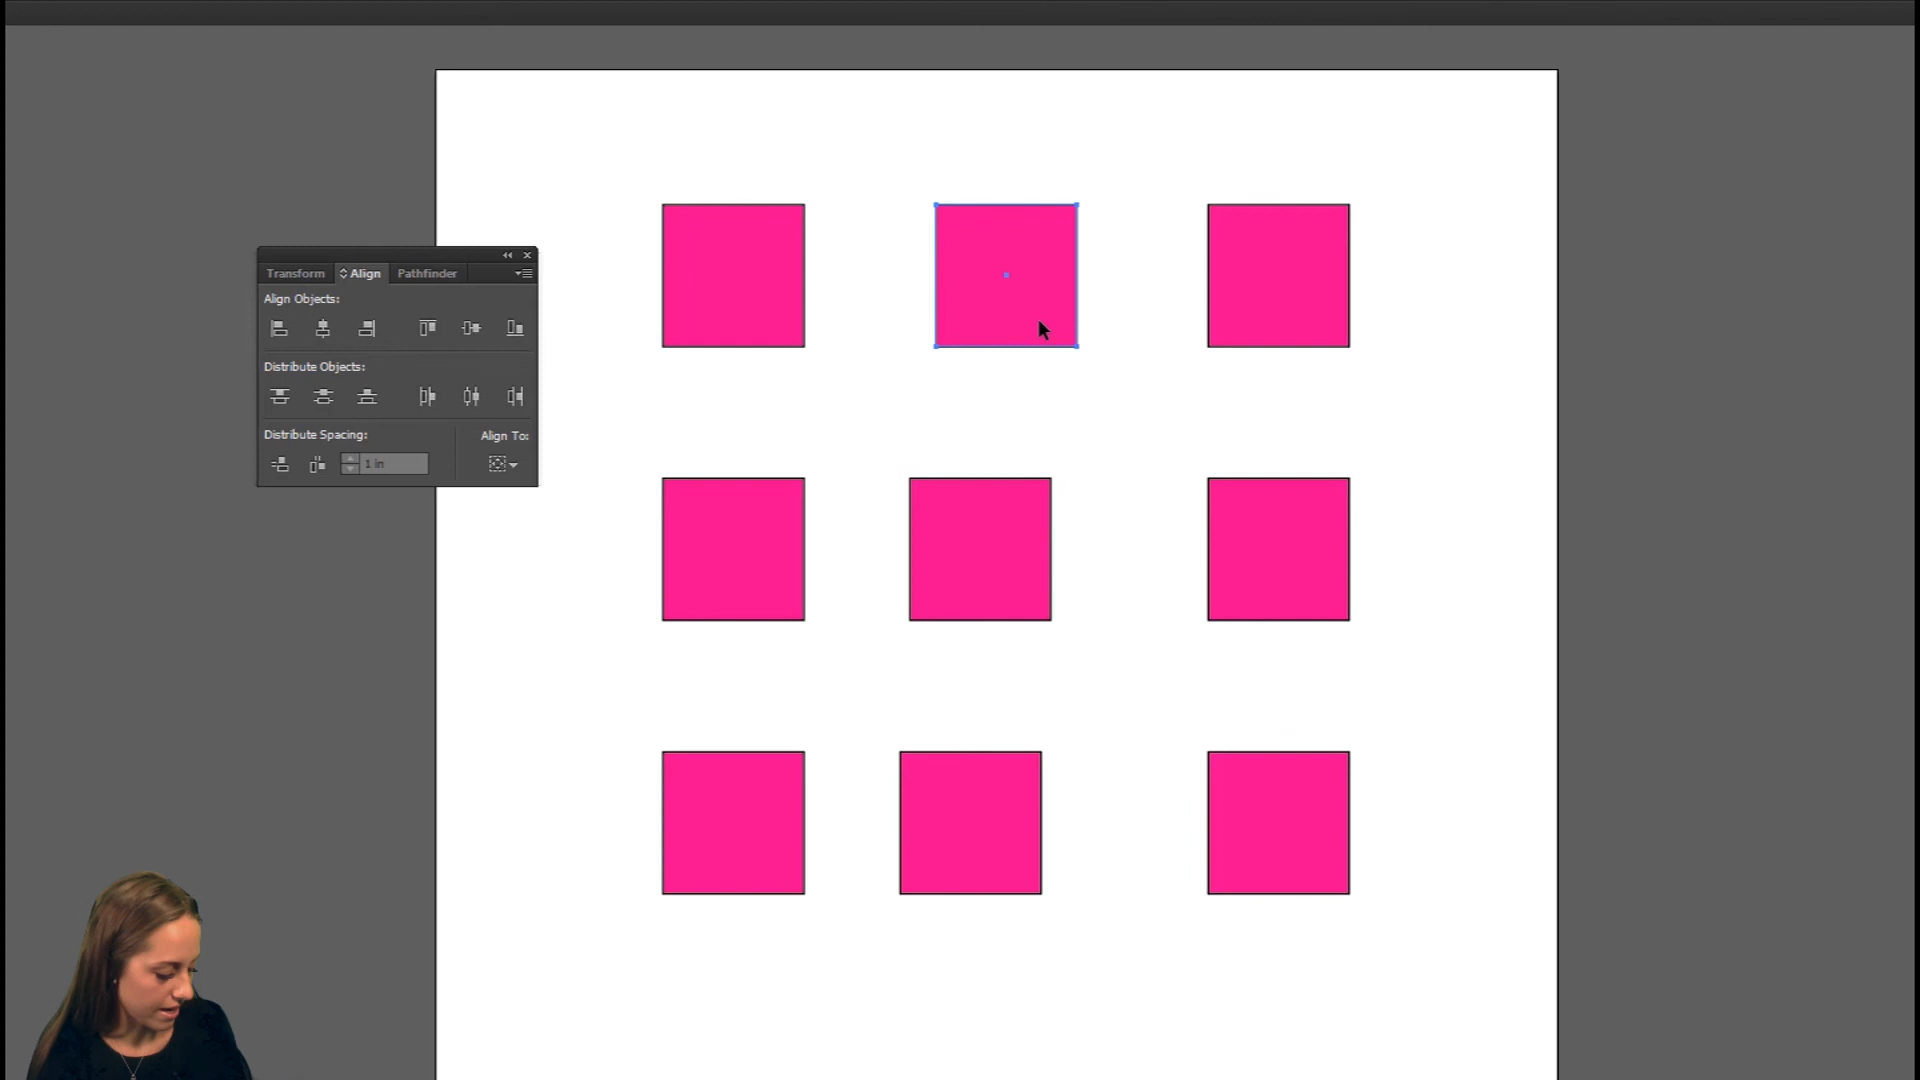 Transform Align Pathfinder
Align Objects:
Distribute Objects:
Distribute Spacing: Align To:
1 in